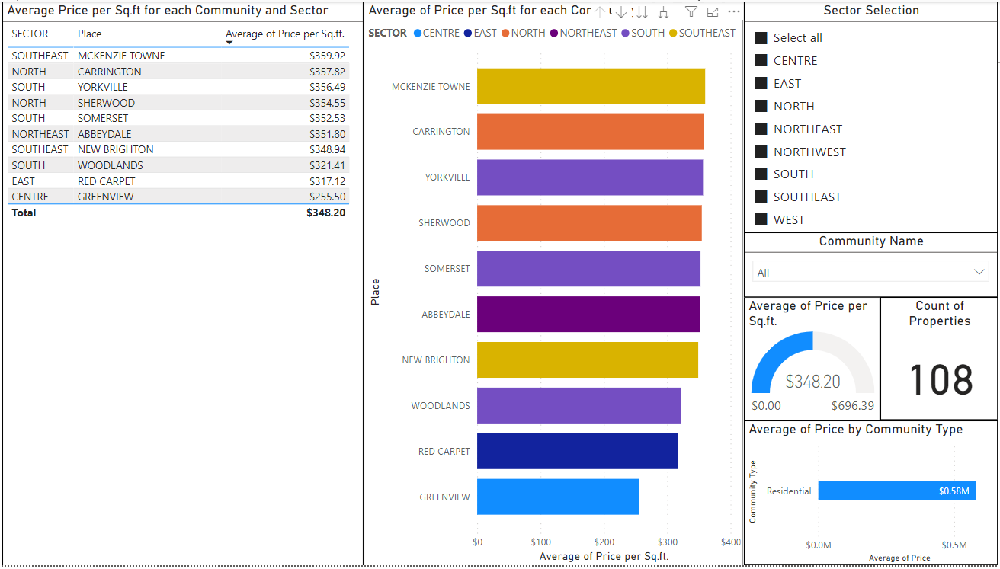 Average Price per Sq.ft for each Community and Sector
SECTOR Place Average of Price per Sq.ft.
SOUTHEAST MCKENZIE TOWNE $359.92
NORTH CARRINGTON $357.82
SOUTH YORKVILLE $356.49
NORTH SHERWOOD $354.55
SOUTH SOMERSET $352.53
NORTHEAST ABBEYDALE $351.80
SOUTHEAST NEW BRIGHTON $348.94
SOUTH WOODLANDS $321.41
EAST RED CARPET $317.12
CENTRE GREENVIEW $255.50
Total $348.20
Average of Price per Sq.ft for each
SECTOR CENTRE EAST NORTH NORTHEAST SOUTH SOUTHEAST
MCKENZIE TOWNE
CARRINGTON
YORKVILLE
SHERWOOD
SOMERSET
ABBEYDALE
NEW BRIGHTON
WOODLANDS
RED CARPET
GREENVIEW
Place
$0 $100 $200 $300 $400
Average of Price per Sq.ft.
Sector Selection
Select all
CENTRE
EAST
NORTH
NORTHEAST
NORTHWEST
SOUTH
SOUTHEAST
WEST
Community Name
All
Average of Price per
Sq.ft.
$348.20
$0.00 $696.39
Count of
Properties
108
Average of Price by Community Type
Community Type
Residential $0.58M
$0.0M $0.5M
Average of Price